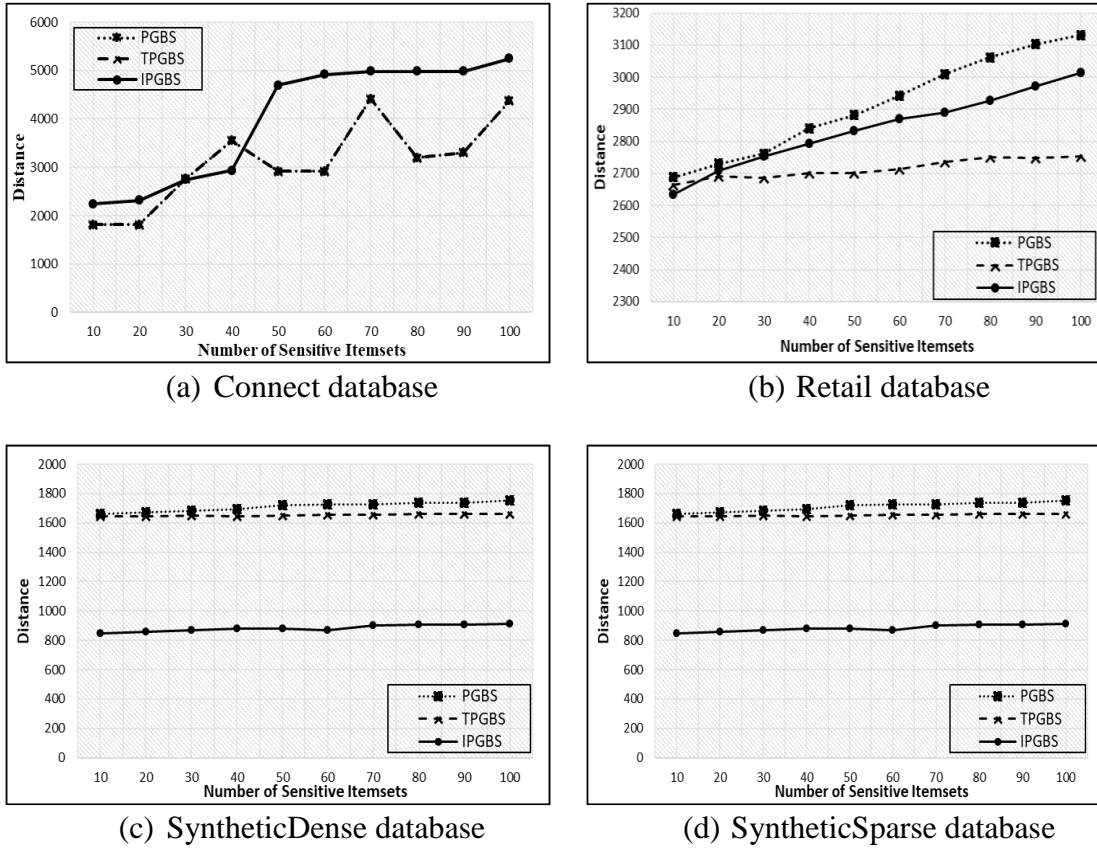 6000
5000
4000
3000
2000
1000
0
Distance
PGBS
TPGBS
IPGBS
10 20 30 40 50 60 70 80 90 100
Number of Sensitive Itemsets
(a) Connect database
3200
3100
3000
2900
2800
2700
2600
2500
2400
2300
Distance
PGBS
TPGBS
IPGBS
10 20 30 40 50 60 70 80 90 100
Number of Sensitive Itemsets
(b) Retail database
2000
1800
1600
1400
1200
1000
800
600
400
200
0
Distance
PGBS
TPGBS
IPGBS
10 20 30 40 50 60 70 80 90 100
Number of Sensitive Itemsets
(c) SyntheticDense database
2000
1800
1600
1400
1200
1000
800
600
400
200
0
Distance
PGBS
TPGBS
IPGBS
10 20 30 40 50 60 70 80 90 100
Number of Sensitive Itemsets
(d) SyntheticSparse database